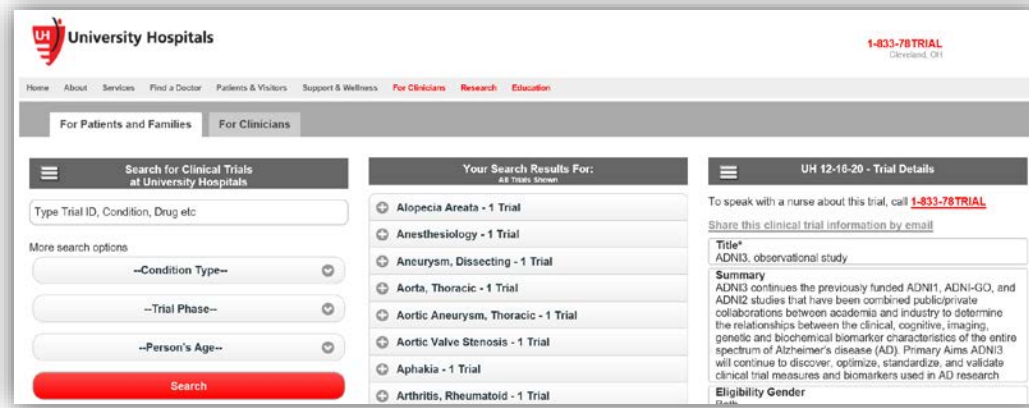 UH University Hospitals
1-833-78TRIAL
Cleveland, OH
Home About Services Find a Doctor Patients & Visitors Support & Wellness For Clinicians Research Education
For Patients and Families For Clinicians
Search for Clinical Trials
at University Hospitals
Type Trial ID, Condition, Drug etc
More search options
--Condition Type--
--Trial Phase--
--Person's Age--
Search
Your Search Results For:
All Trials Shown
Alopecia Areata - 1 Trial
Anesthesiology - 1 Trial
Aneurysm, Dissecting - 1 Trial
Aorta, Thoracic - 1 Trial
Aortic Aneurysm, Thoracic - 1 Trial
Aortic Valve Stenosis - 1 Trial
Aphakia - 1 Trial
Arthritis, Rheumatoid - 1 Trial
UH 12-16-20 - Trial Details
To speak with a nurse about this trial, call 1-833-78TRIAL
Share this clinical trial information by email
Title*
ADNI3, observational study
Summary
ADNI3 continues the previously funded ADNI1, ADNI-GO, and
ADNI2 studies that have been combined public/private
collaborations between academia and industry to determine
the relationships between the clinical, cognitive, imaging,
genetic and biochemical biomarker characteristics of the entire
spectrum of Alzheimer's disease (AD). Primary Aims ADNI3
will continue to discover, optimize, standardize, and validate
clinical trial measures and biomarkers used in AD research
Eligibility Gender